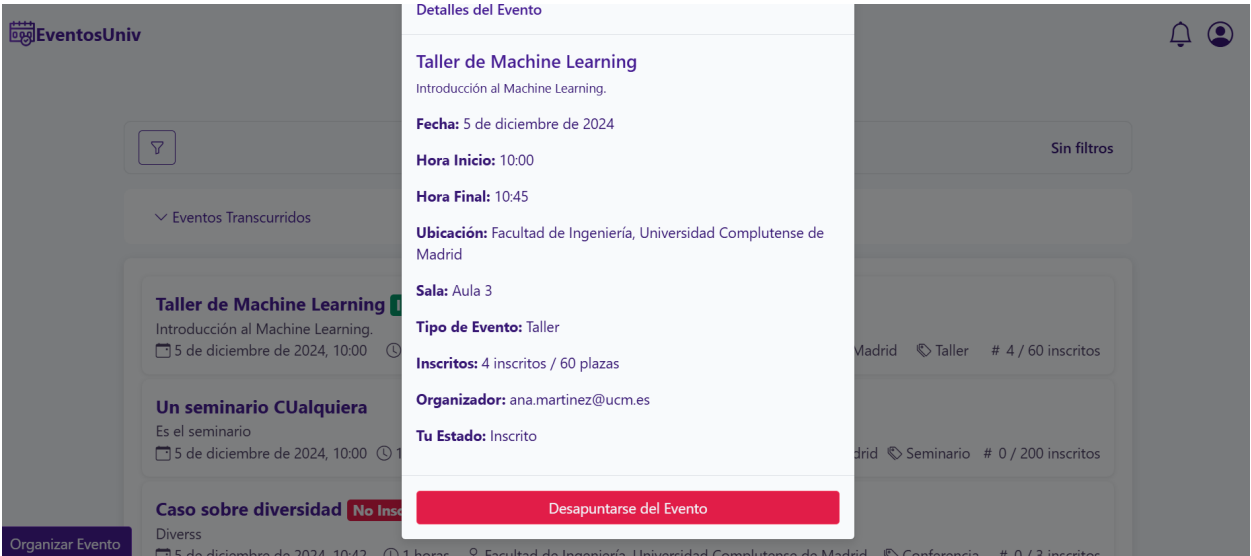 Detalles del Evento
EventosUniv
Taller de Machine Learning
Introducción al Machine Learning.
Fecha: 5 de diciembre de 2024
Hora Inicio: 10:00
Hora Final: 10:45
Ubicación: Facultad de Ingeniería, Universidad Complutense de
Madrid
Sala: Aula 3
Tipo de Evento: Taller
Inscritos: 4 inscritos / 60 plazas
Organizador: ana.martinez@ucm.es
Tu Estado: Inscrito
Desapuntarse del Evento
Sin filtros
Eventos Transcurridos
Taller de Machine Learning
Introducción al Machine Learning.
5 de diciembre de 2024, 10:00 Madrid Taller # 4 / 60 inscritos
Un seminario CUalquiera
Es el seminario
5 de diciembre de 2024, 10:00 Seminario # 0 / 200 inscritos
Caso sobre diversidad No
Diverss
5 de diciembre de 2024, 10:42 1 horas Facultad de Ingeniería, Universidad Complutense de Madrid Conferencia # 0 / 3 inscritos
Organizar Evento